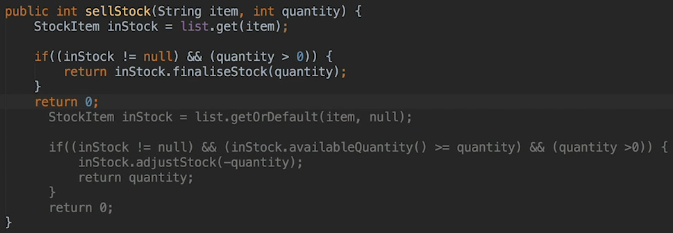 public int sellStock(String item, int quantity) {
StockItem inStock = list.get(item);
if((inStock != null) && (quantity > 0)) {
return inStock.finaliseStock(quantity);
}
return 0;
StockItem inStock = list.getOrDefault(item, null);
if((inStock != null) && (inStock.availableQuantity() >= quantity) && (quantity >0)) {
inStock.adjustStock(-quantity);
return quantity;
}
return 0;
}